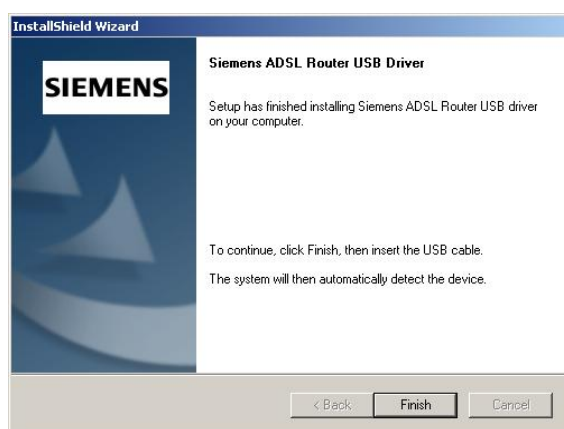 InstallShield Wizard
SIEMENS
Siemens ADSL Router USB Driver
Setup has finished installing Siemens ADSL Router USB driver
on your computer.
To continue, click Finish, then insert the USB cable.
The system will then automatically detect the device.
< Back Finish Cancel